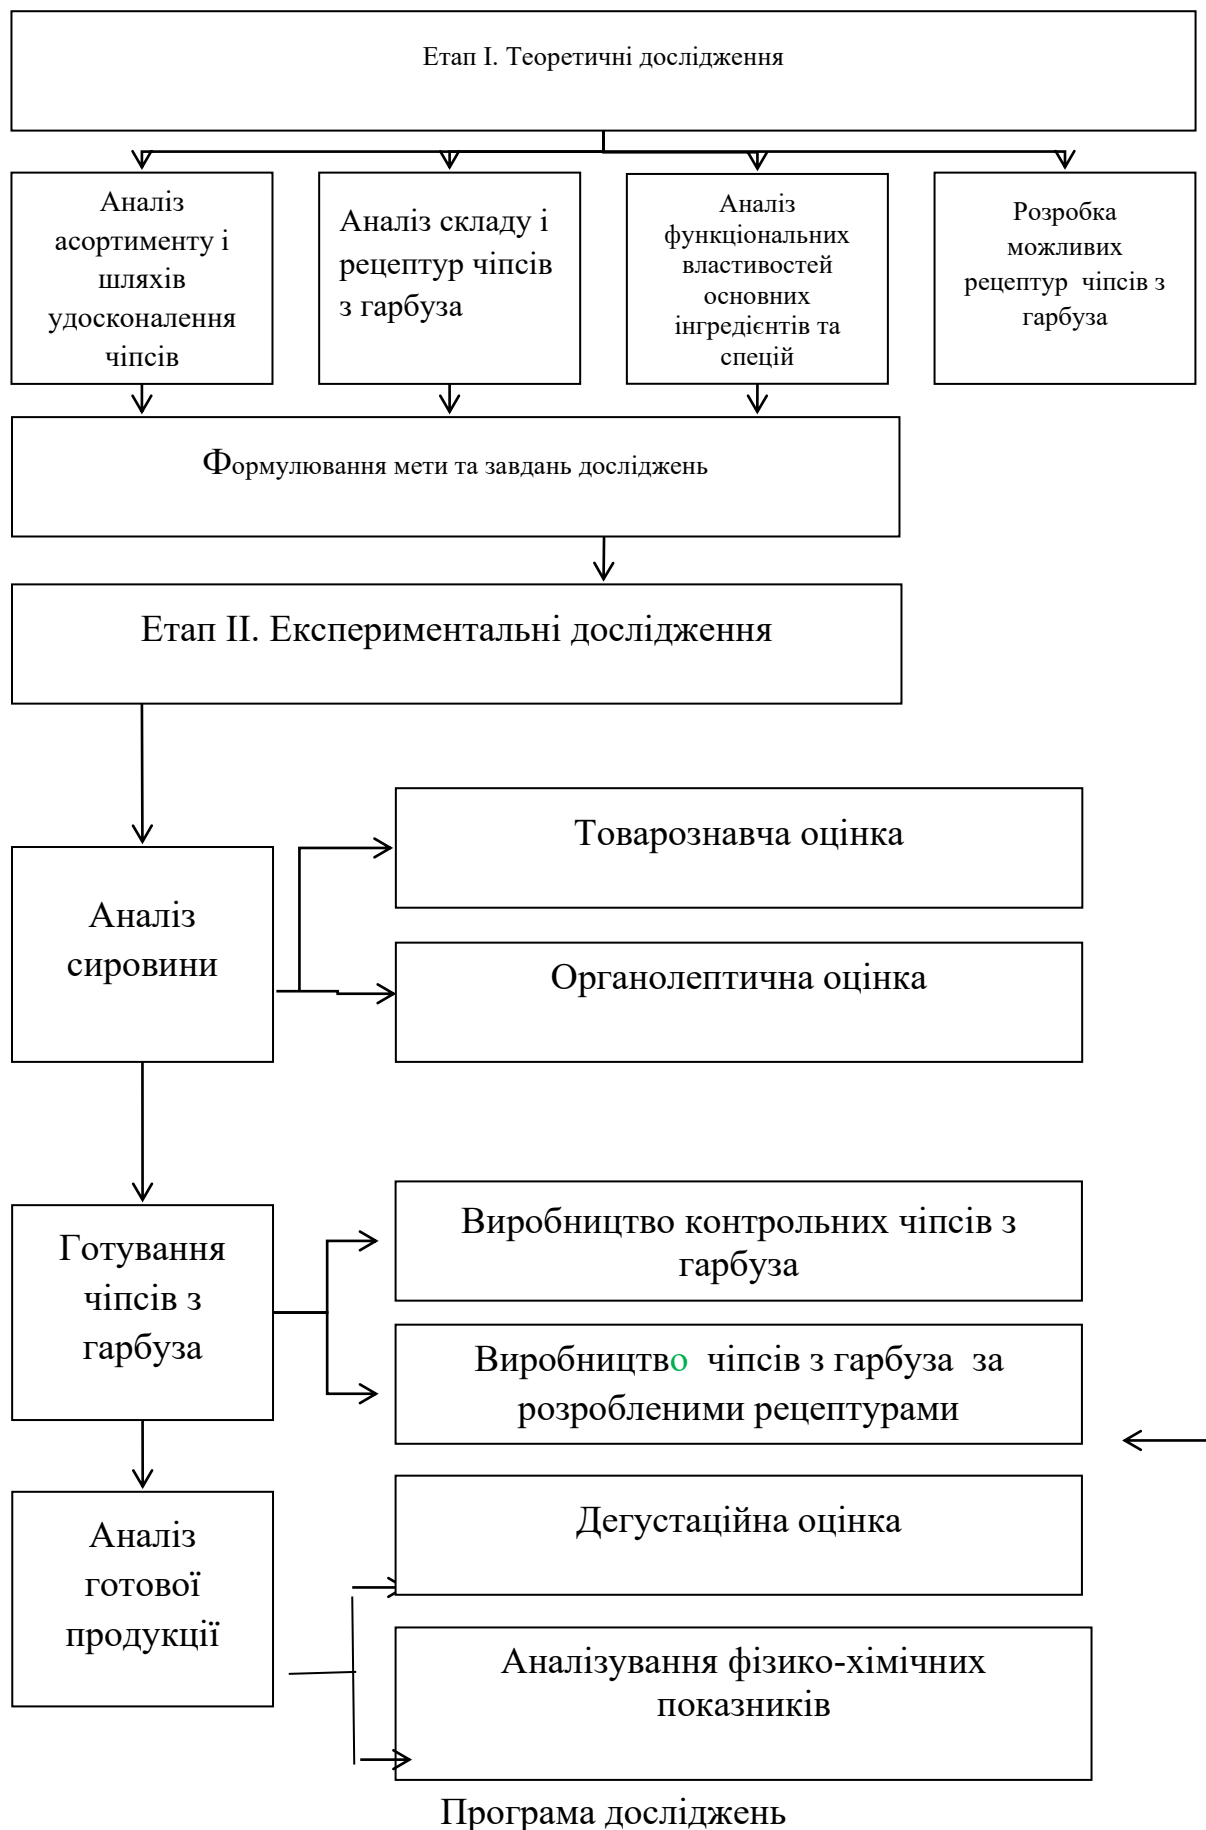 Етап І. Теоретичні дослідження
Аналіз
асортименту і
шляхів
удосконалення
чіпсів
Аналіз складу і
рецептур чіпсів
з гарбуза
Аналіз
функціональних
властивостей
основних
інгредієнтів та
спецій
Розробка
можливих
рецептур чіпсів з
гарбуза
Формулювання мети та завдань досліджень
Етап ІІ. Експериментальні дослідження
Товарознавча оцінка
Аналіз
сировини
Органолептична оцінка
Готування
чіпсів з
гарбуза
Виробництво контрольних чіпсів з
гарбуза
Виробництво чіпсів з гарбуза за
розробленими рецептурами
Аналіз
готової
продукції
Дегустаційна оцінка
Аналізування фізико-хімічних
показників
Програма досліджень